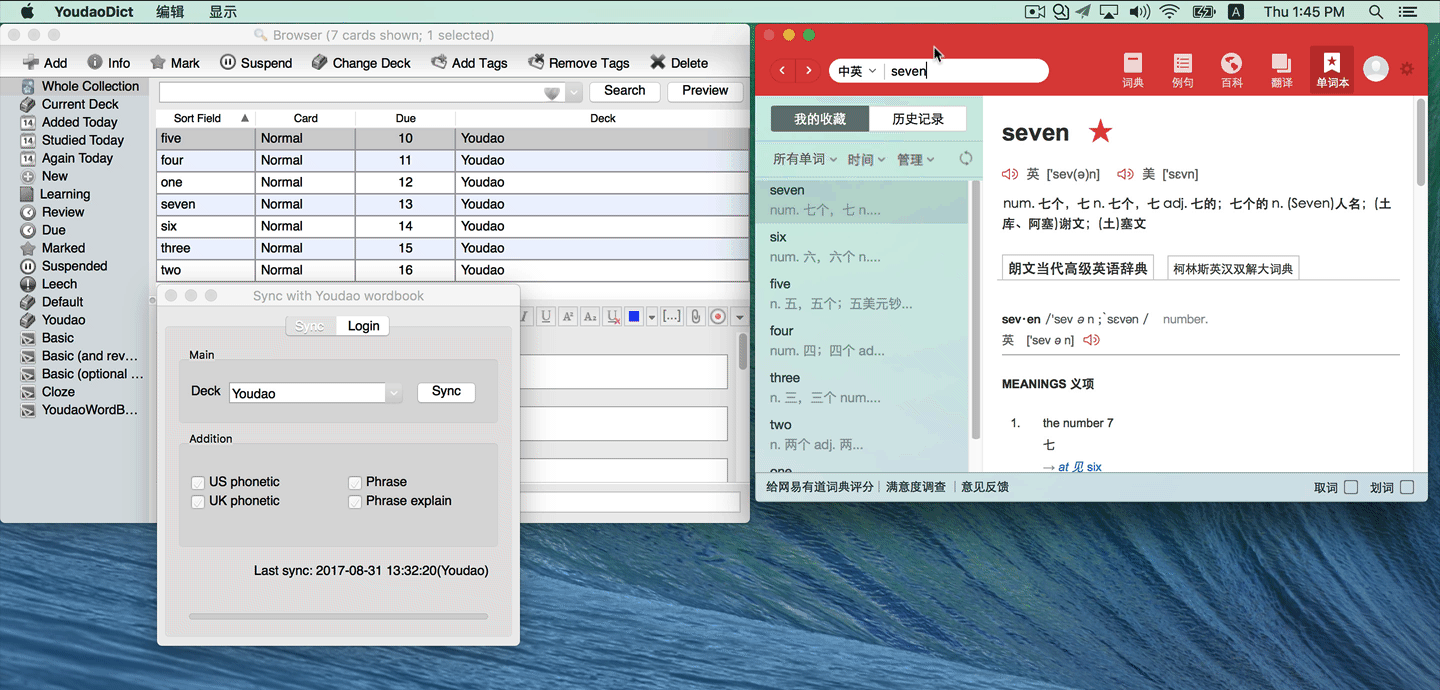 YoudaoDict 编辑 显示
Thu 1:45 PM
Browser (7 cards shown; 1 selected)
Add Info Mark Suspend Change Deck Add Tags Remove Tags Delete
Whole Collection
Current Deck
Added Today
Studied Today
Again Today
New
Learning
Review
Due
Marked
Suspended
Leech
Default
Youdao
Basic
Basic (and rev…
Basic (optional …
Cloze
YoudaoWordB…
Search Preview
Sort Field Card Due Deck
five Normal 10 Youdao
four Normal 11 Youdao
one Normal 12 Youdao
seven Normal 13 Youdao
six Normal 14 Youdao
three Normal 15 Youdao
two Normal 16 Youdao
Sync with Youdao wordbook
Sync Login
Main
Deck Youdao Sync
Addition
US phonetic Phrase
UK phonetic Phrase explain
Last sync: 2017-08-31 13:32:20(Youdao)
中英 seven
词典 例句 百科 翻译 单词本
我的收藏 历史记录
所有单词 时间 管理
seven
num. 七个，七 n....
six
num. 六，六个 n....
five
n. 五，五个；五美元钞...
four
num. 四；四个 ad...
three
n. 三，三个 num....
two
n. 两个 adj. 两...
one
seven
英 ['sev(ə)n] 美 ['sɛvn]
num. 七个，七 n. 七个，七 adj. 七的；七个的 n. (Seven)人名；(土
库、阿塞)谢文；(土)塞文
朗文当代高级英语辞典 柯林斯英汉双解大词典
sev·en /ˈsev ə n ;ˋsɛvən / number.
英 ['sev ə n]
MEANINGS 义项
1. the number 7
七
→ at 见 six
给网易有道词典评分 | 满意度调查 | 意见反馈
取词 划词